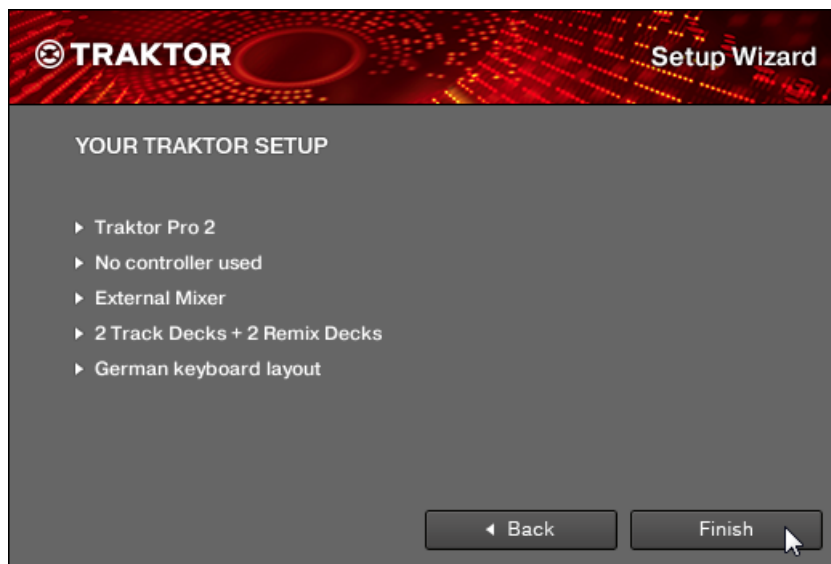 TRAKTOR
Setup Wizard
YOUR TRAKTOR SETUP
Traktor Pro 2
No controller used
External Mixer
2 Track Decks + 2 Remix Decks
German keyboard layout
Back
Finish